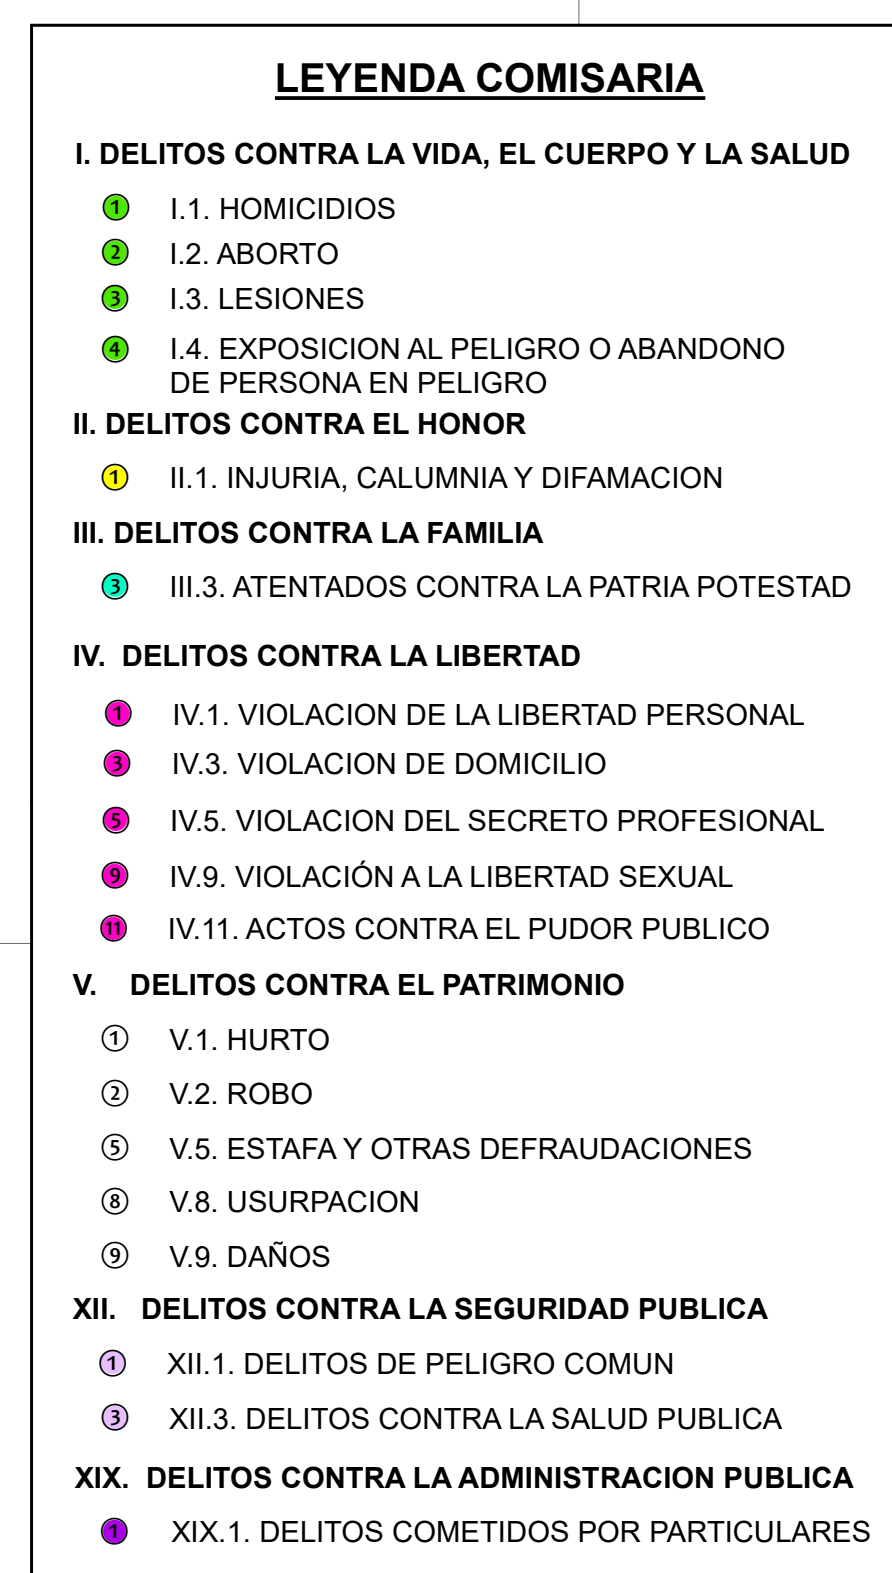 LEYENDA COMISARIA
I. DELITOS CONTRA LA VIDA, EL CUERPO Y LA SALUD
1 I.1. HOMICIDIOS
2 I.2. ABORTO
3 I.3. LESIONES
4 I.4. EXPOSICION AL PELIGRO O ABANDONO
DE PERSONA EN PELIGRO
II. DELITOS CONTRA EL HONOR
1 II.1. INJURIA, CALUMNIA Y DIFAMACION
III. DELITOS CONTRA LA FAMILIA
3 III.3. ATENTADOS CONTRA LA PATRIA POTESTAD
IV. DELITOS CONTRA LA LIBERTAD
1 IV.1. VIOLACION DE LA LIBERTAD PERSONAL
3 IV.3. VIOLACION DE DOMICILIO
5 IV.5. VIOLACION DEL SECRETO PROFESIONAL
9 IV.9. VIOLACIÓN A LA LIBERTAD SEXUAL
11 IV.11. ACTOS CONTRA EL PUDOR PUBLICO
V. DELITOS CONTRA EL PATRIMONIO
1 V.1. HURTO
2 V.2. ROBO
5 V.5. ESTAFA Y OTRAS DEFRAUDACIONES
8 V.8. USURPACION
9 V.9. DAÑOS
XII. DELITOS CONTRA LA SEGURIDAD PUBLICA
1 XII.1. DELITOS DE PELIGRO COMUN
3 XII.3. DELITOS CONTRA LA SALUD PUBLICA
XIX. DELITOS CONTRA LA ADMINISTRACION PUBLICA
1 XIX.1. DELITOS COMETIDOS POR PARTICULARES